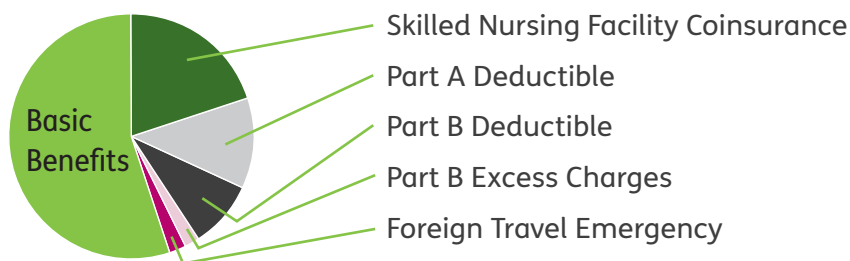 Basic
Benefits
Skilled Nursing Facility Coinsurance
Part A Deductible
Part B Deductible
Part B Excess Charges
Foreign Travel Emergency